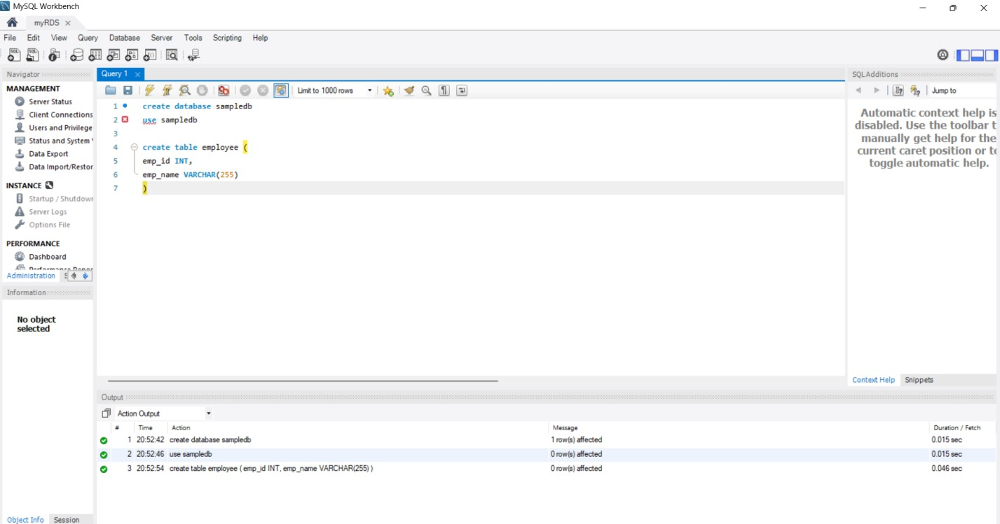 MySQL Workbench
myRDS
File Edit View Query Database Server Tools Scripting Help
Navigator
MANAGEMENT
Server Status
Client Connections
Users and Privilege
Status and System
Data Export
Data Import/Restor
INSTANCE
Startup / Shutdown
Server Logs
Options File
PERFORMANCE
Dashboard
Performance Repor
Administration S
Information
No object
selected
Object Info Session
Query 1
Limit to 1000 rows
1 create database sampledb
2 use sampledb
3
4 create table employee (
5 emp_id INT,
6 emp_name VARCHAR(255)
7 )
SQLAdditions
Jump to
Automatic context help is
disabled. Use the toolbar t
manually get help for the
current caret position or to
toggle automatic help.
Context Help Snippets
Output
Action Output
# Time Action Message Duration / Fetch
1 20:52:42 create database sampledb 1 row(s) affected 0.015 sec
2 20:52:46 use sampledb 0 row(s) affected 0.015 sec
3 20:52:54 create table employee ( emp_id INT, emp_name VARCHAR(255) ) 0 row(s) affected 0.046 sec